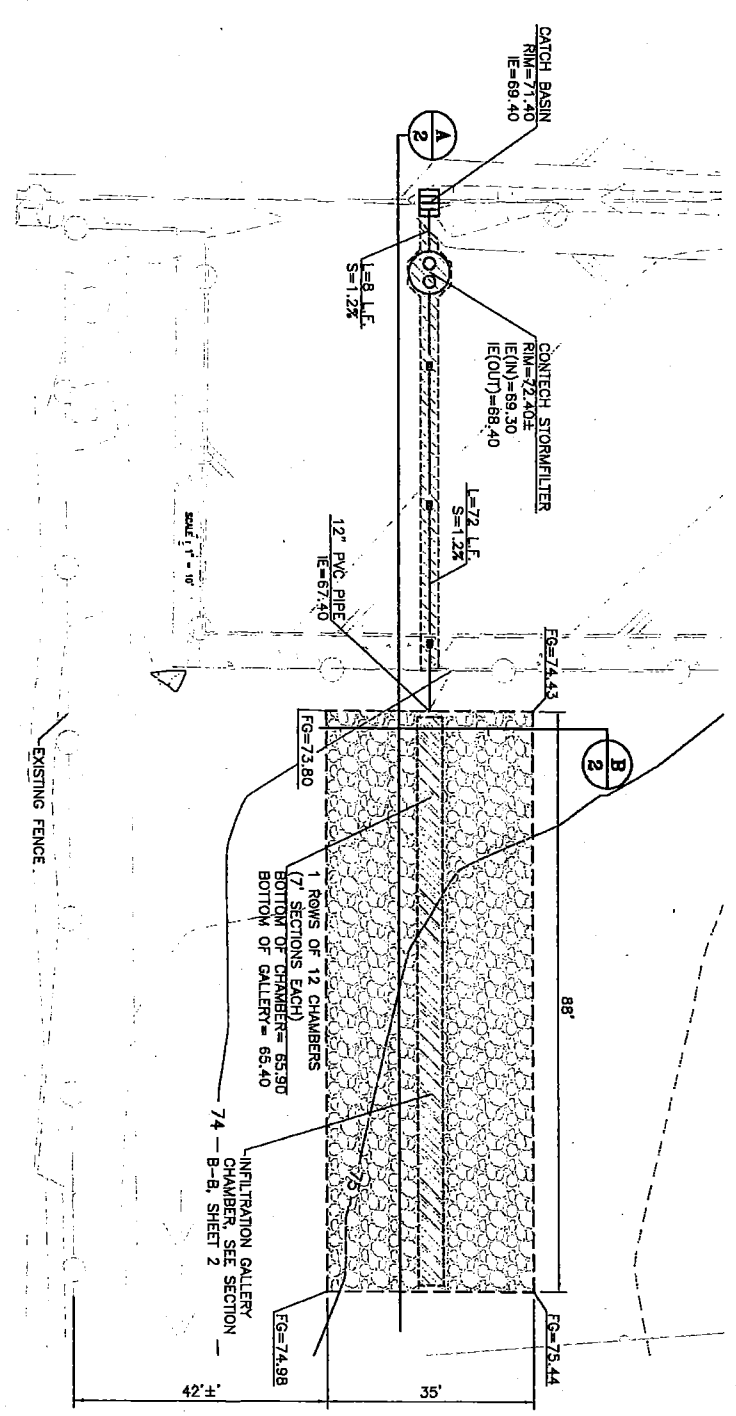 CATCH BASIN
RIM=71.40
IE=69.40
A
2
L=8 L.F.
S=1.2%
CONTECH STORMFILTER
RIM=72.40±
IE(IN)=69.30
IE(OUT)=68.40
L=72 L.F.
S=1.2%
12" PVC PIPE
IE=67.40
SCALE: 1" = 10'
FG=74.43
B
2
FG=73.80
88'
1 ROWS OF 12 CHAMBERS
(7' SECTIONS EACH)
BOTTOM OF CHAMBER= 65.90
BOTTOM OF GALLERY= 65.40
EXISTING FENCE
74
75
INFILTRATION GALLERY
CHAMBER, SEE SECTION
B-B, SHEET 2
FG=74.98
FG=75.44
42'±
35'